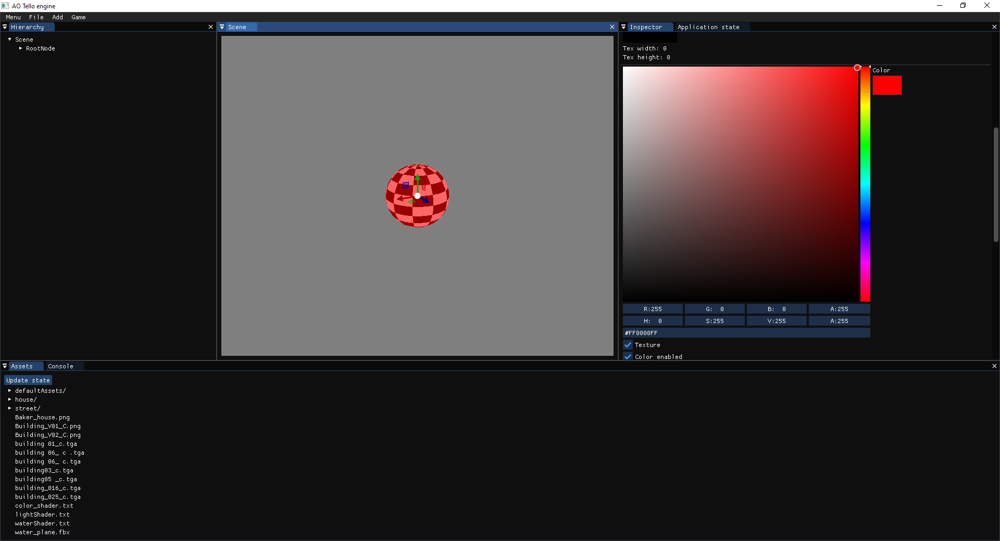 AO Tello engine
Menu File Add Game
Hierarchy
Scene
RootNode
Scene
Inspector Application state
Tex width: 0
Tex height: 0
Color
R:255 G: 0 B: 0 A:255
H: 0 S:255 V:255 A:255
#FF0000FF
Texture
Color enabled
Assets Console
Update state
defaultAssets/
house/
street/
Baker_house.png
Building_V01_C.png
Building_V02_C.png
building 01_c.tga
building 06_ c .tga
building 06_ c.tga
building03_c.tga
building05 _c.tga
building_016_c.tga
building_025_c.tga
color_shader.txt
lightShader.txt
waterShader.txt
water_plane.fbx